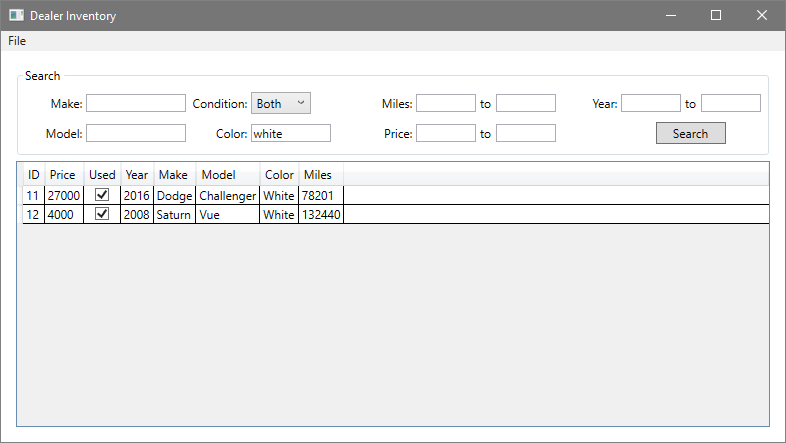 Dealer Inventory
File
Search
Make: Condition: Both Miles: to Year: to
Model: Color: white Price: to Search
ID Price Used Year Make Model Color Miles
11 27000 2016 Dodge Challenger White 78201
12 4000 2008 Saturn Vue White 132440